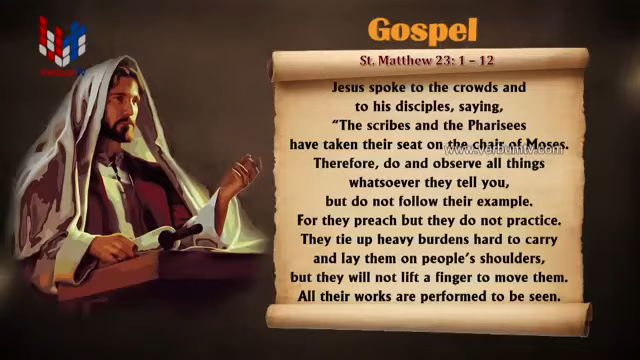 Gospel
St. Matthew 23: 1 – 12
Jesus spoke to the crowds and
to his disciples, saying,
“The scribes and the Pharisees
have taken their seat on the chair of Moses.
www.verbumtv.com
Therefore, do and observe all things
whatsoever they tell you,
but do not follow their example.
For they preach but they do not practice.
They tie up heavy burdens hard to carry
and lay them on people’s shoulders,
but they will not lift a finger to move them.
All their works are performed to be seen.